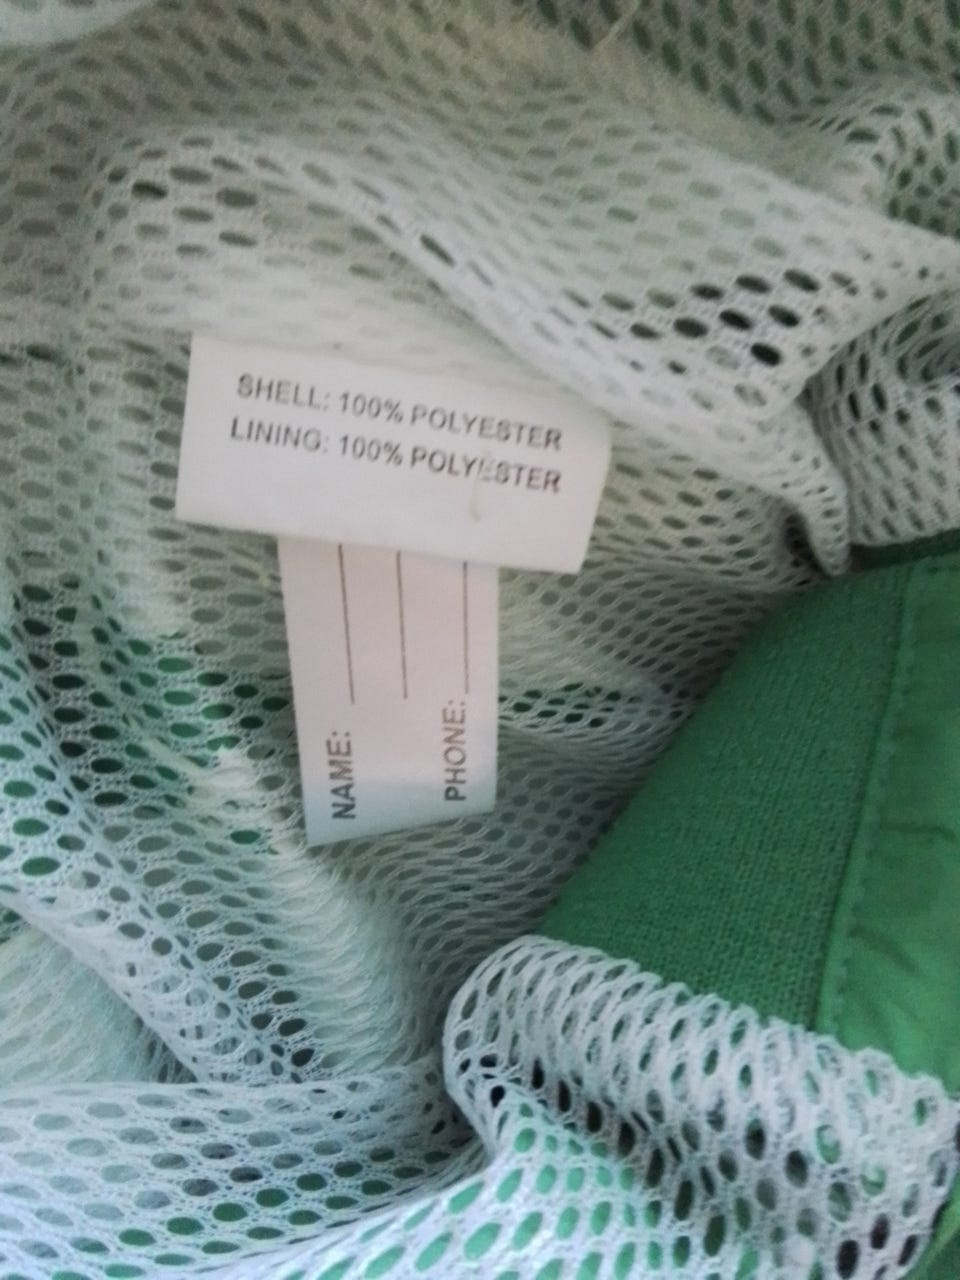 SHELL: 100% POLYESTER
LINING: 100% POLYESTER
NAME:
PHONE: